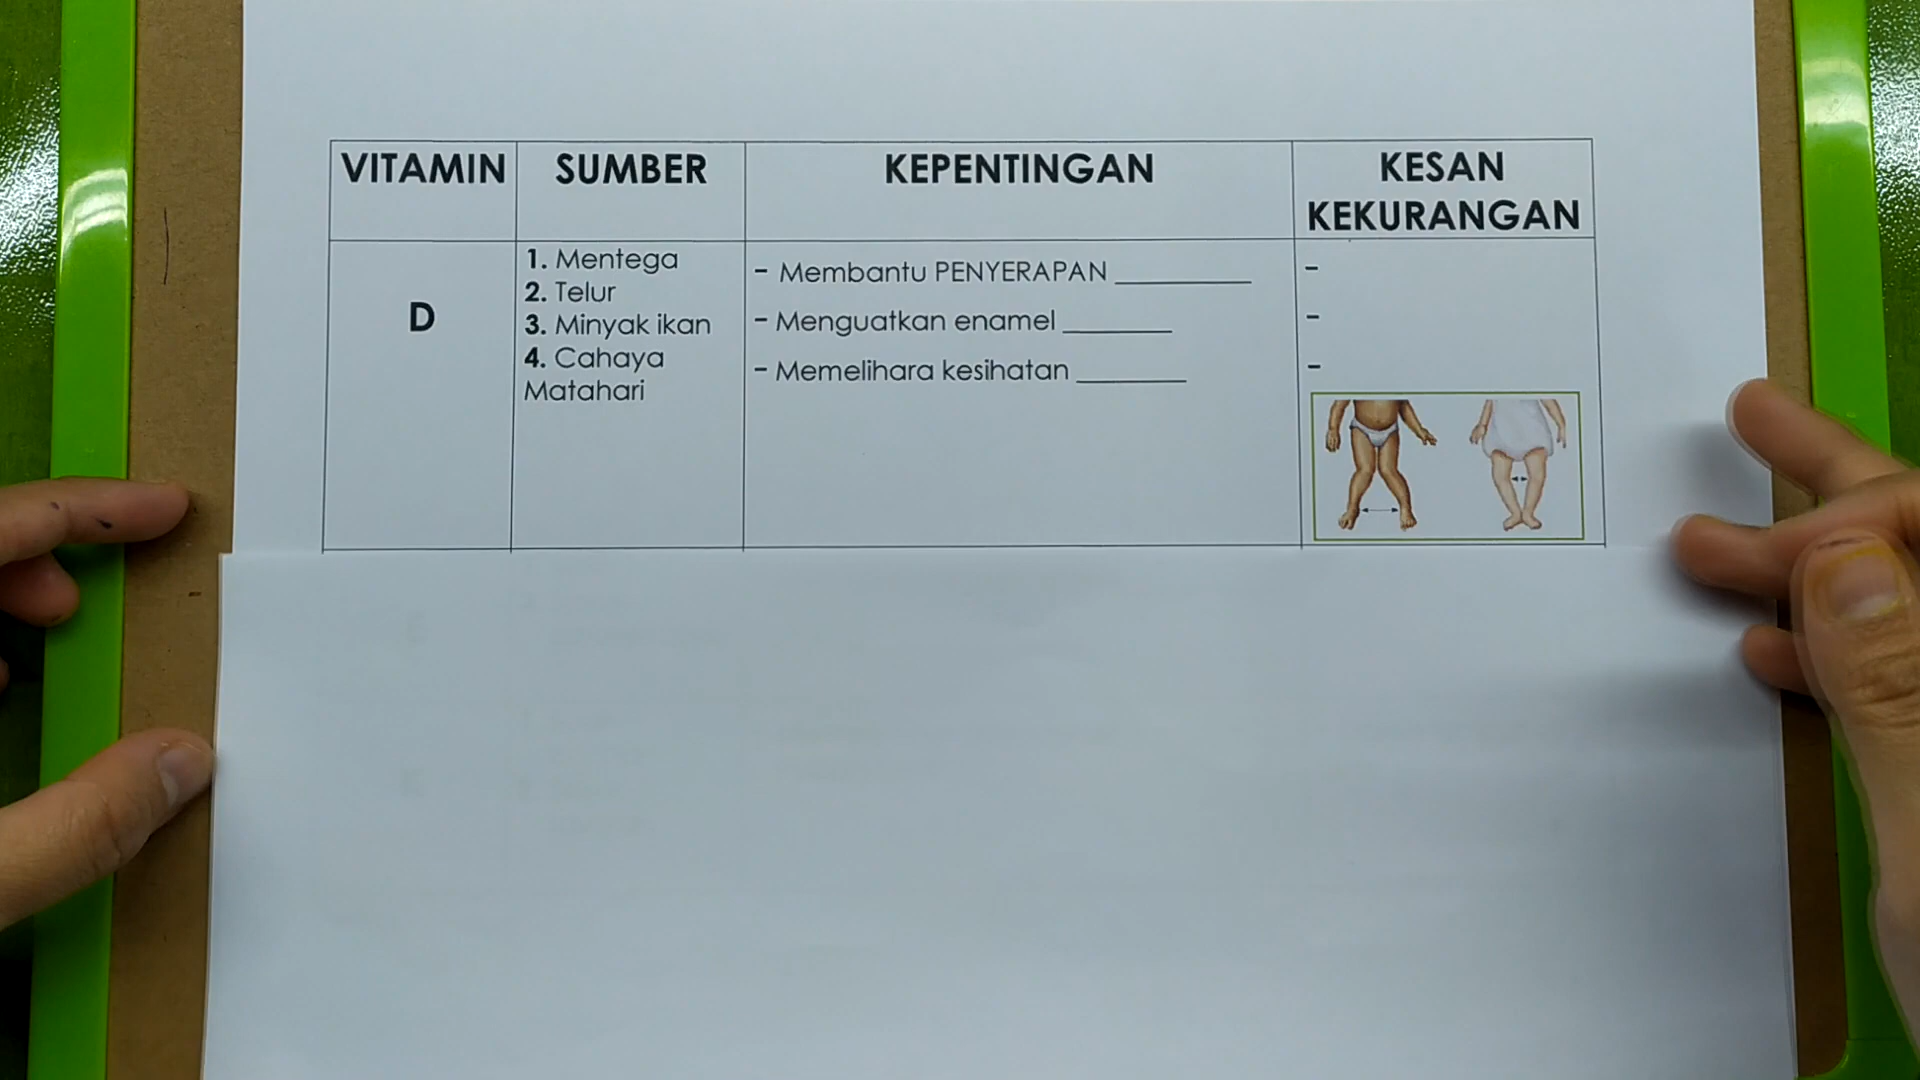 VITAMIN SUMBER KEPENTINGAN KESAN
KEKURANGAN
D
1. Mentega
2. Telur
3. Minyak ikan
4. Cahaya
Matahari
- Membantu PENYERAPAN __________
- Menguatkan enamel ________
- Memelihara kesihatan ________
-
-
-